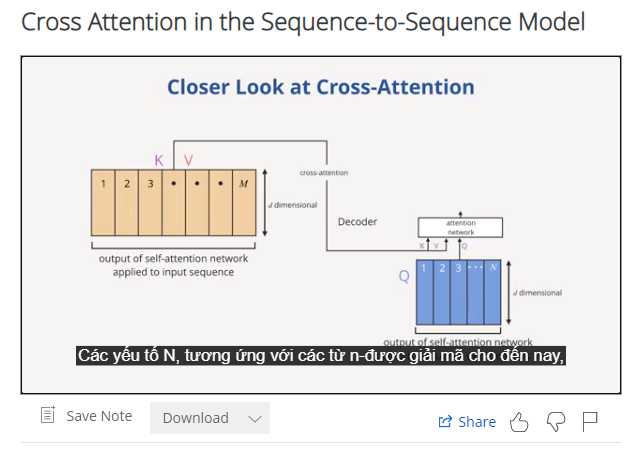 Cross Attention in the Sequence-to-Sequence Model
Closer Look at Cross-Attention
K V
cross-attention
1 2 3 • • • M
d dimensional
Decoder
attention
network
K V Q
output of self-attention network
applied to input sequence
Q
1 2 3 • • • N
d dimensional
output of self-attention network
Các yếu tố N, tương ứng với các từ n-được giải mã cho đến nay,
Save Note
Download
Share